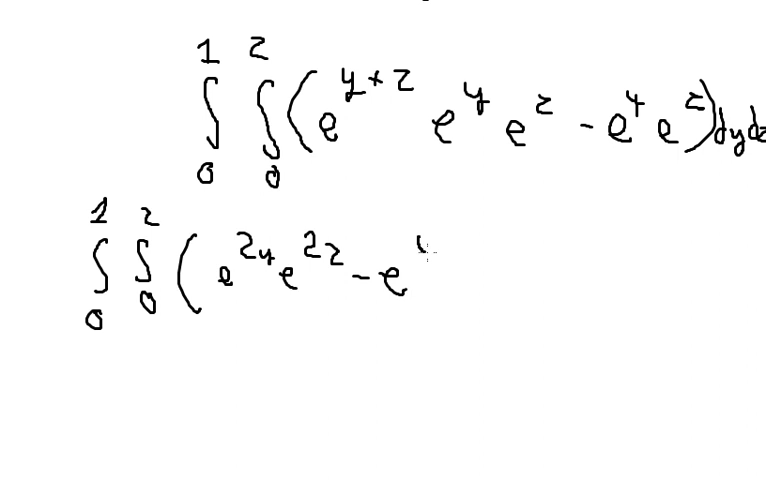 ∫₀¹ ∫₀² (e^{y+z} e^y e^z - e^y e^z) dy dz
∫₀¹ ∫₀² (e^{2y} e^{2z} - e